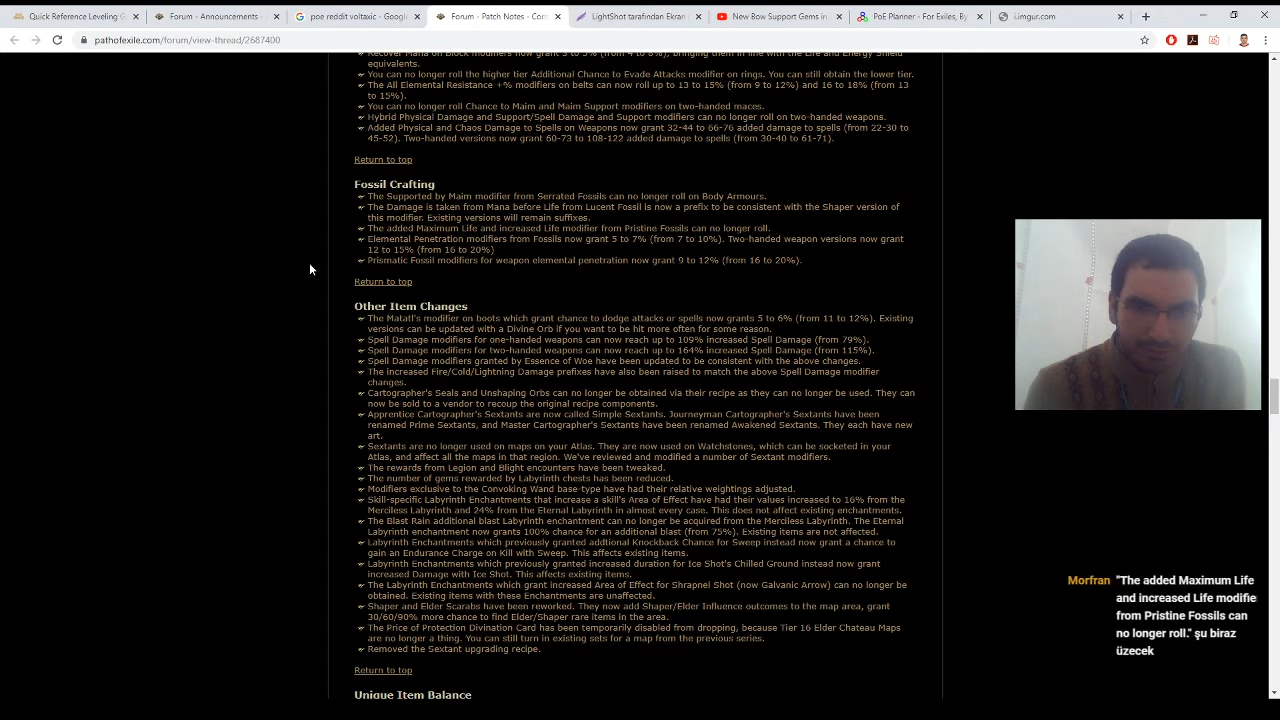 Quick Reference Leveling G
Forum - Announcements -
poe reddit voltaxic - Google
Forum - Patch Notes - Con
LightShot tarafından Ekran
New Bow Support Gems in
PoE Planner - For Exiles, By
i.imgur.com
pathofexile.com/forum/view-thread/2687400
Recover Mana on Block modifiers now grant 3 to 5% (from 4 to 8%), bringing them in line with the Life and Energy Shield
equivalents.
You can no longer roll the higher tier Additional Chance to Evade Attacks modifier on rings. You can still obtain the lower tier.
The All Elemental Resistance +% modifiers on belts can now roll up to 13 to 15% (from 9 to 12%) and 16 to 18% (from 13
to 15%).
You can no longer roll Chance to Maim and Maim Support modifiers on two-handed maces.
Hybrid Physical Damage and Support/Spell Damage and Support modifiers can no longer roll on two-handed weapons.
Added Physical and Chaos Damage to Spells on Weapons now grant 32-44 to 66-76 added damage to spells (from 22-30 to
45-52). Two-handed versions now grant 60-73 to 108-122 added damage to spells (from 30-40 to 61-71).
Return to top
Fossil Crafting
The Supported by Maim modifier from Serrated Fossils can no longer roll on Body Armours.
The Damage is taken from Mana before Life from Lucent Fossil is now a prefix to be consistent with the Shaper version of
this modifier. Existing versions will remain suffixes.
The added Maximum Life and increased Life modifier from Pristine Fossils can no longer roll.
Elemental Penetration modifiers from Fossils now grant 5 to 7% (from 7 to 10%). Two-handed weapon versions now grant
12 to 15% (from 16 to 20%)
Prismatic Fossil modifiers for weapon elemental penetration now grant 9 to 12% (from 16 to 20%).
Return to top
Other Item Changes
The Matatl's modifier on boots which grant chance to dodge attacks or spells now grants 5 to 6% (from 11 to 12%). Existing
versions can be updated with a Divine Orb if you want to be hit more often for some reason.
Spell Damage modifiers for one-handed weapons can now reach up to 109% increased Spell Damage (from 79%).
Spell Damage modifiers for two-handed weapons can now reach up to 164% increased Spell Damage (from 115%).
Spell Damage modifiers granted by Essence of Woe have been updated to be consistent with the above changes.
The increased Fire/Cold/Lightning Damage prefixes have also been raised to match the above Spell Damage modifier
changes.
Cartographer's Seals and Unshaping Orbs can no longer be obtained via their recipe as they can no longer be used. They can
now be sold to a vendor to recoup the original recipe components.
Apprentice Cartographer's Sextants are now called Simple Sextants. Journeyman Cartographer's Sextants have been
renamed Prime Sextants, and Master Cartographer's Sextants have been renamed Awakened Sextants. They each have new
art.
Sextants are no longer used on maps on your Atlas. They are now used on Watchstones, which can be socketed in your
Atlas, and affect all the maps in that region. We've reviewed and modified a number of Sextant modifiers.
The rewards from Legion and Blight encounters have been tweaked.
The number of gems rewarded by Labyrinth chests has been reduced.
Modifiers exclusive to the Convoking Wand base-type have had their relative weightings adjusted.
Skill-specific Labyrinth Enchantments that increase a skill's Area of Effect have had their values increased to 16% from the
Merciless Labyrinth and 24% from the Eternal Labyrinth in almost every case. This does not affect existing enchantments.
The Blast Rain additional blast Labyrinth enchantment can no longer be acquired from the Merciless Labyrinth. The Eternal
Labyrinth enchantment now grants 100% chance for an additional blast (from 75%). Existing items are not affected.
Labyrinth Enchantments which previously granted addtional Knockback Chance for Sweep instead now grant a chance to
gain an Endurance Charge on Kill with Sweep. This affects existing items.
Labyrinth Enchantments which previously granted increased duration for Ice Shot's Chilled Ground instead now grant
increased Damage with Ice Shot. This affects existing items.
The Labyrinth Enchantments which grant increased Area of Effect for Shrapnel Shot (now Galvanic Arrow) can no longer be
obtained. Existing items with these Enchantments are unaffected.
Shaper and Elder Scarabs have been reworked. They now add Shaper/Elder Influence outcomes to the map area, grant
30/60/90% more chance to find Elder/Shaper rare items in the area.
The Price of Protection Divination Card has been temporarily disabled from dropping, because Tier 16 Elder Chateau Maps
are no longer a thing. You can still turn in existing sets for a map from the previous series.
Removed the Sextant upgrading recipe.
Return to top
Unique Item Balance
Morfran "The added Maximum Life
and increased Life modifie
from Pristine Fossils can
no longer roll." şu biraz
üzecek